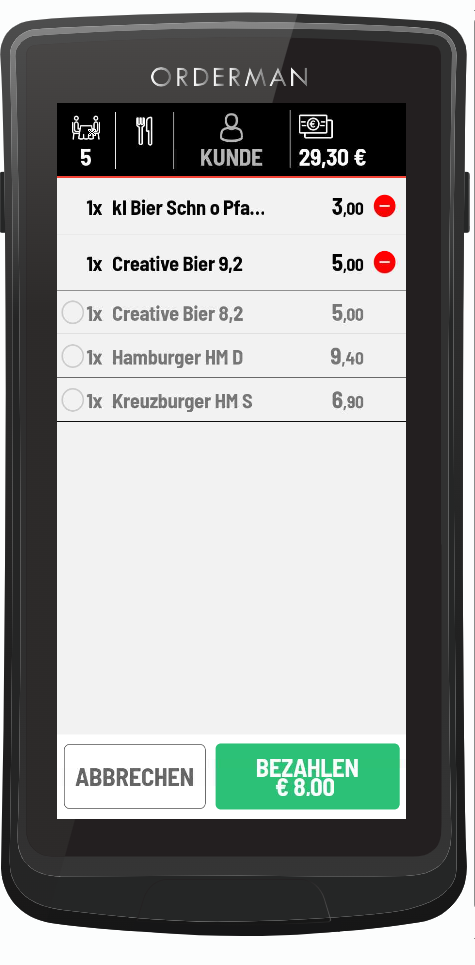 ORDERMAN
5
KUNDE
29,30 €
1x kl Bier Schn o Pfa... 3,00
1x Creative Bier 9,2 5,00
1x Creative Bier 8,2 5,00
1x Hamburger HM D 9,40
1x Kreuzburger HM S 6,90
ABBRECHEN
BEZAHLEN
€ 8.00